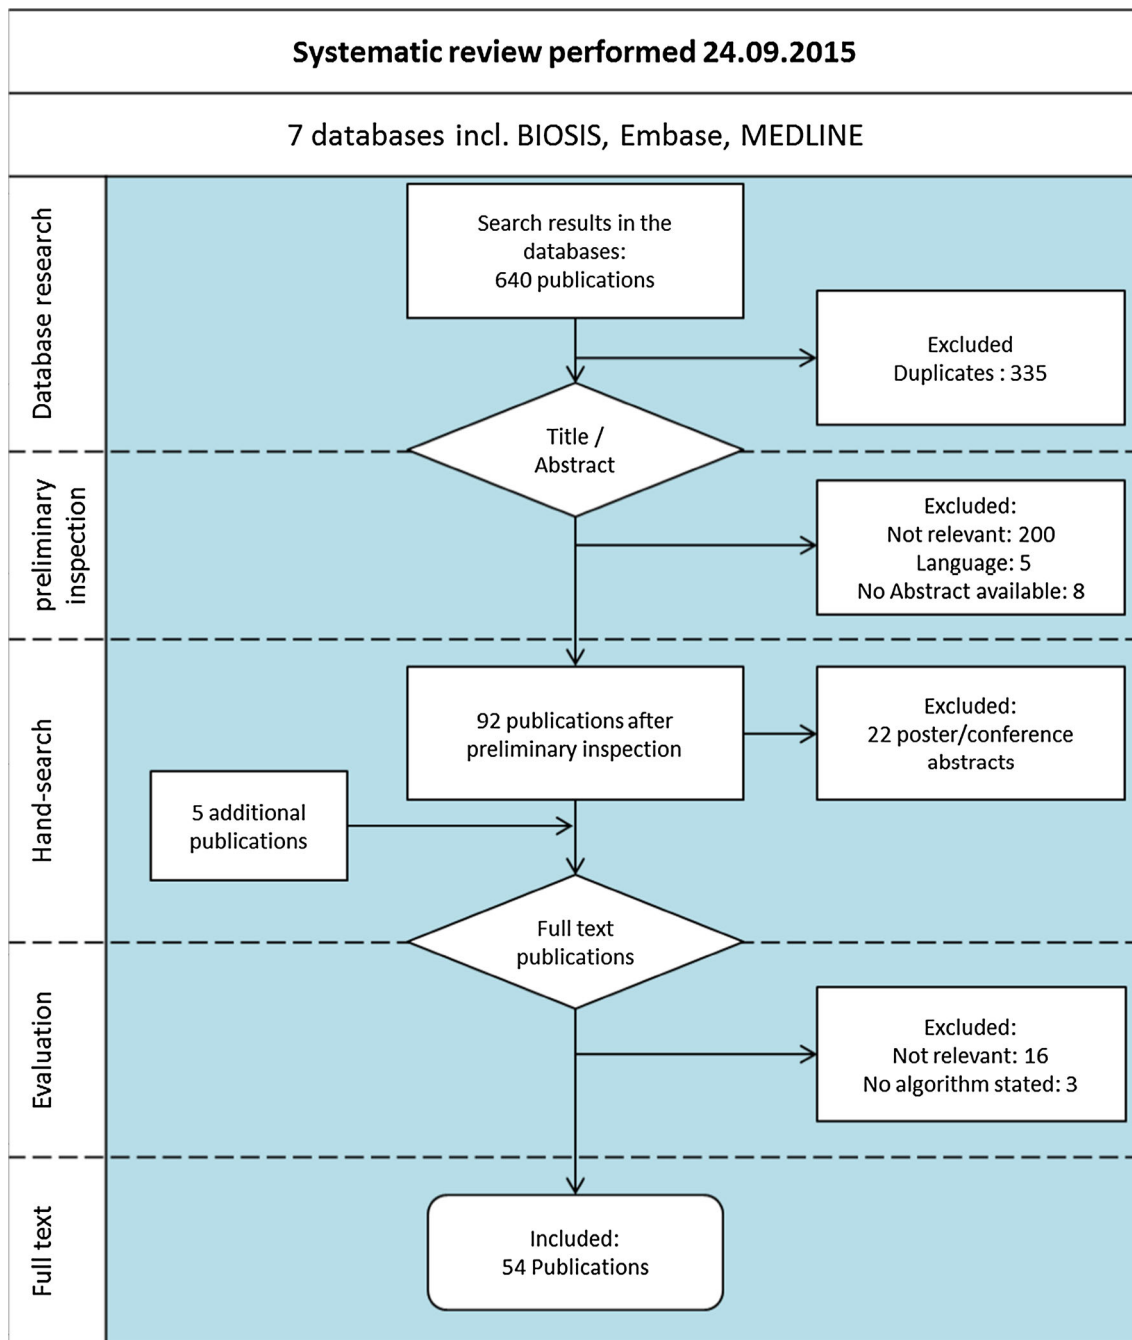 Systematic review performed 24.09.2015
7 databases incl. BIOSIS, Embase, MEDLINE
Database research
Search results in the
databases:
640 publications
Excluded
Duplicates : 335
Title /
Abstract
preliminary
inspection
Excluded:
Not relevant: 200
Language: 5
No Abstract available: 8
Hand-search
92 publications after
preliminary inspection
Excluded:
22 poster/conference
abstracts
5 additional
publications
Full text
publications
Evaluation
Excluded:
Not relevant: 16
No algorithm stated: 3
Full text
Included:
54 Publications